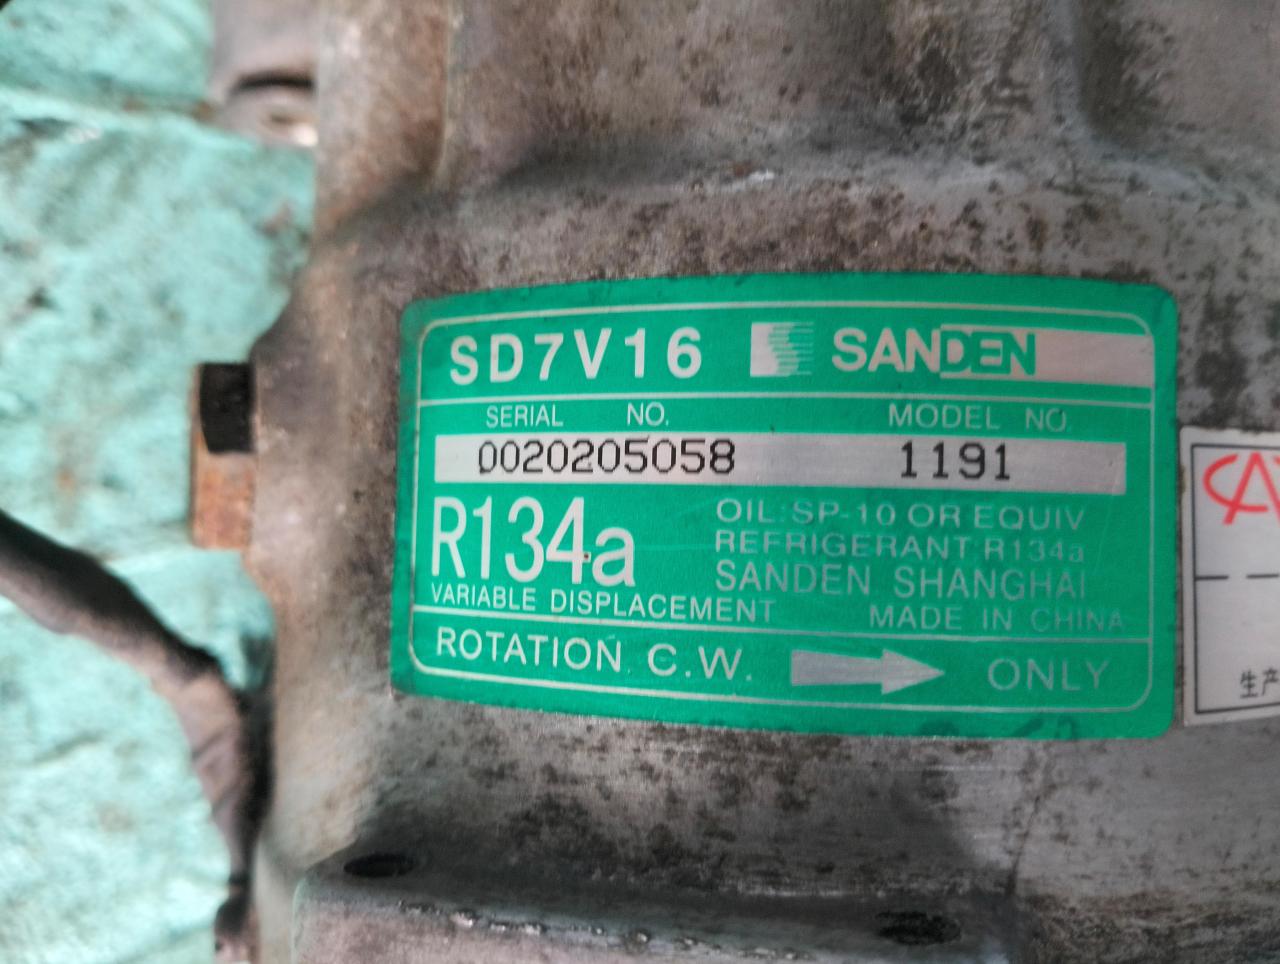 SD7V16 SANDEN
SERIAL NO. MODEL NO.
0020205058 1191
R134a
OIL:SP-10 OR EQUIV
REFRIGERANT:R134a
SANDEN SHANGHAI
VARIABLE DISPLACEMENT MADE IN CHINA
ROTATION C.W. ONLY
生产